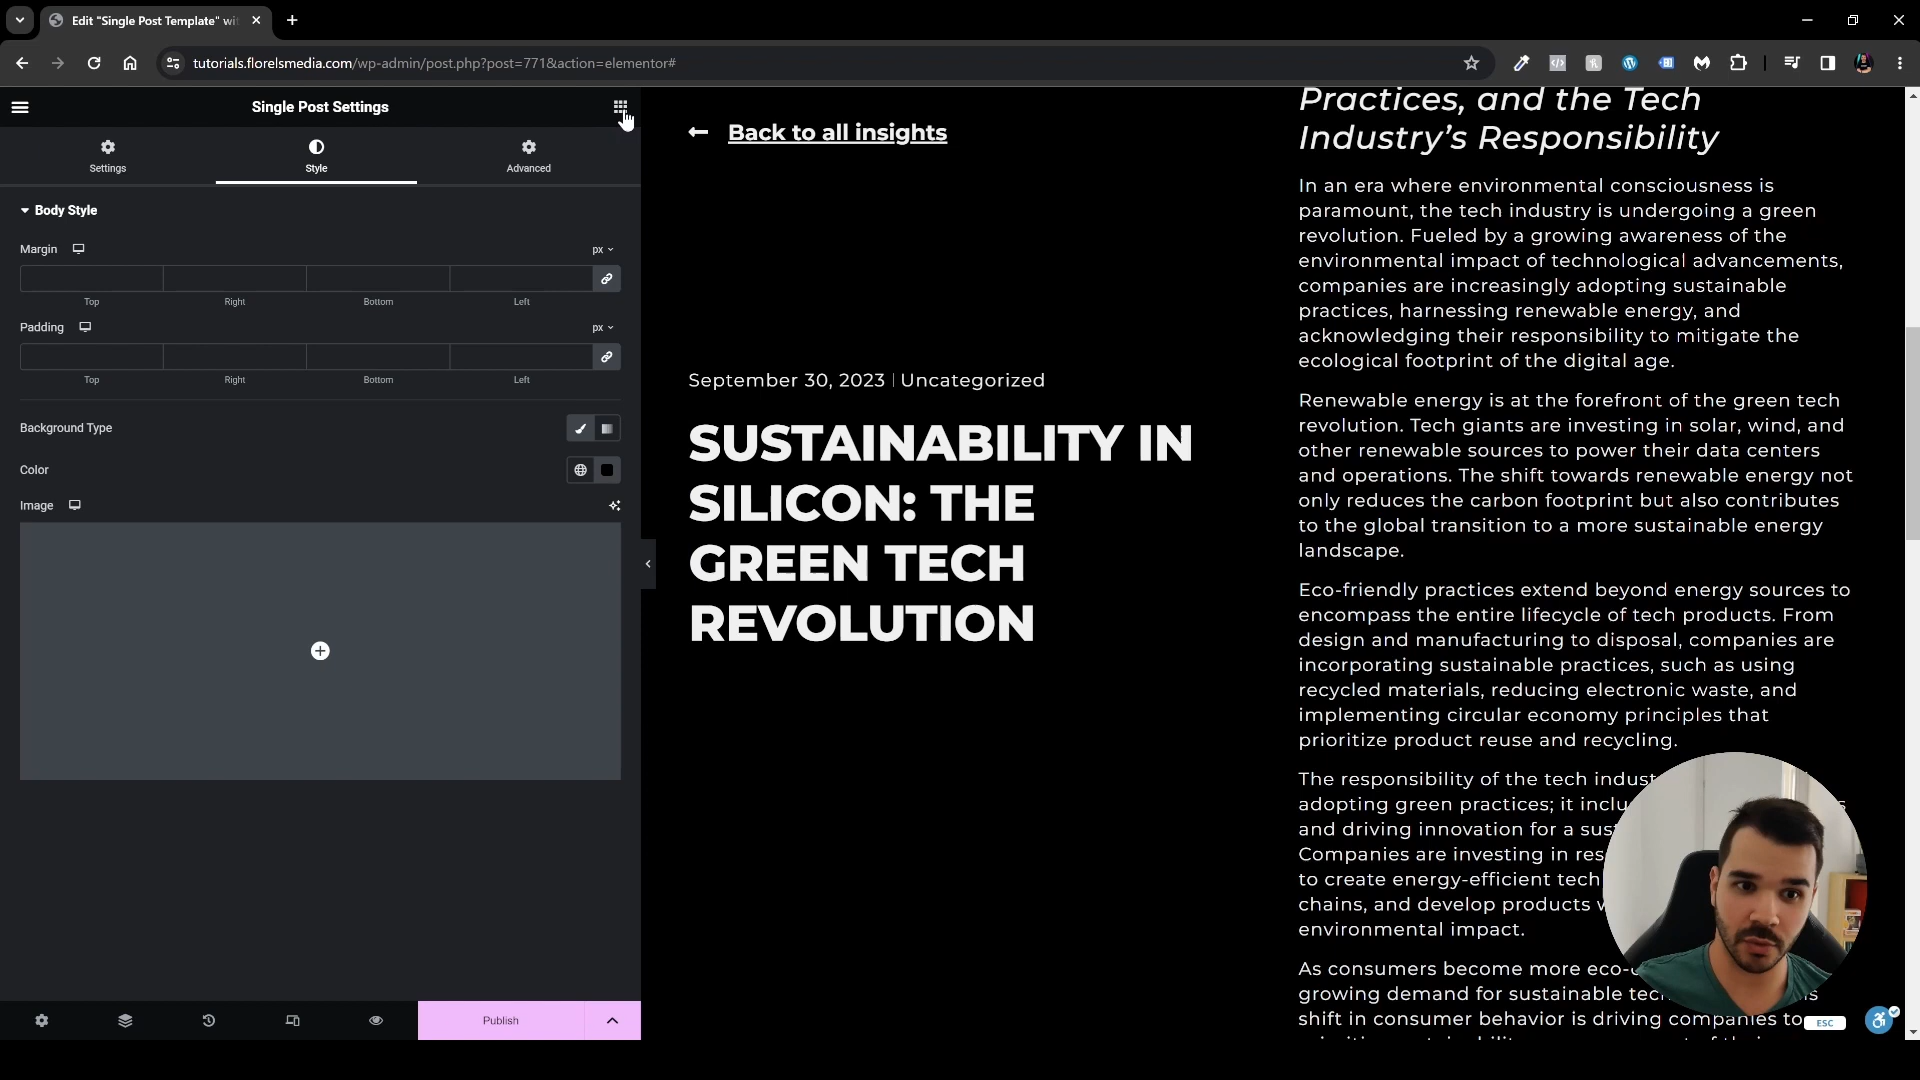 Edit "Single Post Template" wi
tutorials.florelsmedia.com/wp-admin/post.php?post=771&action=elementor#
Single Post Settings
Settings
Style
Advanced
Body Style
Margin
px
Top
Right
Bottom
Left
Padding
px
Top
Right
Bottom
Left
Background Type
Color
Image
Publish
Back to all insights
September 30, 2023 | Uncategorized
SUSTAINABILITY IN
SILICON: THE
GREEN TECH
REVOLUTION
Practices, and the Tech
Industry's Responsibility
In an era where environmental consciousness is
paramount, the tech industry is undergoing a green
revolution. Fueled by a growing awareness of the
environmental impact of technological advancements,
companies are increasingly adopting sustainable
practices, harnessing renewable energy, and
acknowledging their responsibility to mitigate the
ecological footprint of the digital age.
Renewable energy is at the forefront of the green tech
revolution. Tech giants are investing in solar, wind, and
other renewable sources to power their data centers
and operations. The shift towards renewable energy not
only reduces the carbon footprint but also contributes
to the global transition to a more sustainable energy
landscape.
Eco-friendly practices extend beyond energy sources to
encompass the entire lifecycle of tech products. From
design and manufacturing to disposal, companies are
incorporating sustainable practices, such as using
recycled materials, reducing electronic waste, and
implementing circular economy principles that
prioritize product reuse and recycling.
The responsibility of the tech indust
adopting green practices; it inclu
and driving innovation for a sus
Companies are investing in res
to create energy-efficient tech
chains, and develop products
environmental impact.
As consumers become more eco-
growing demand for sustainable tec
shift in consumer behavior is driving companies to
ESC